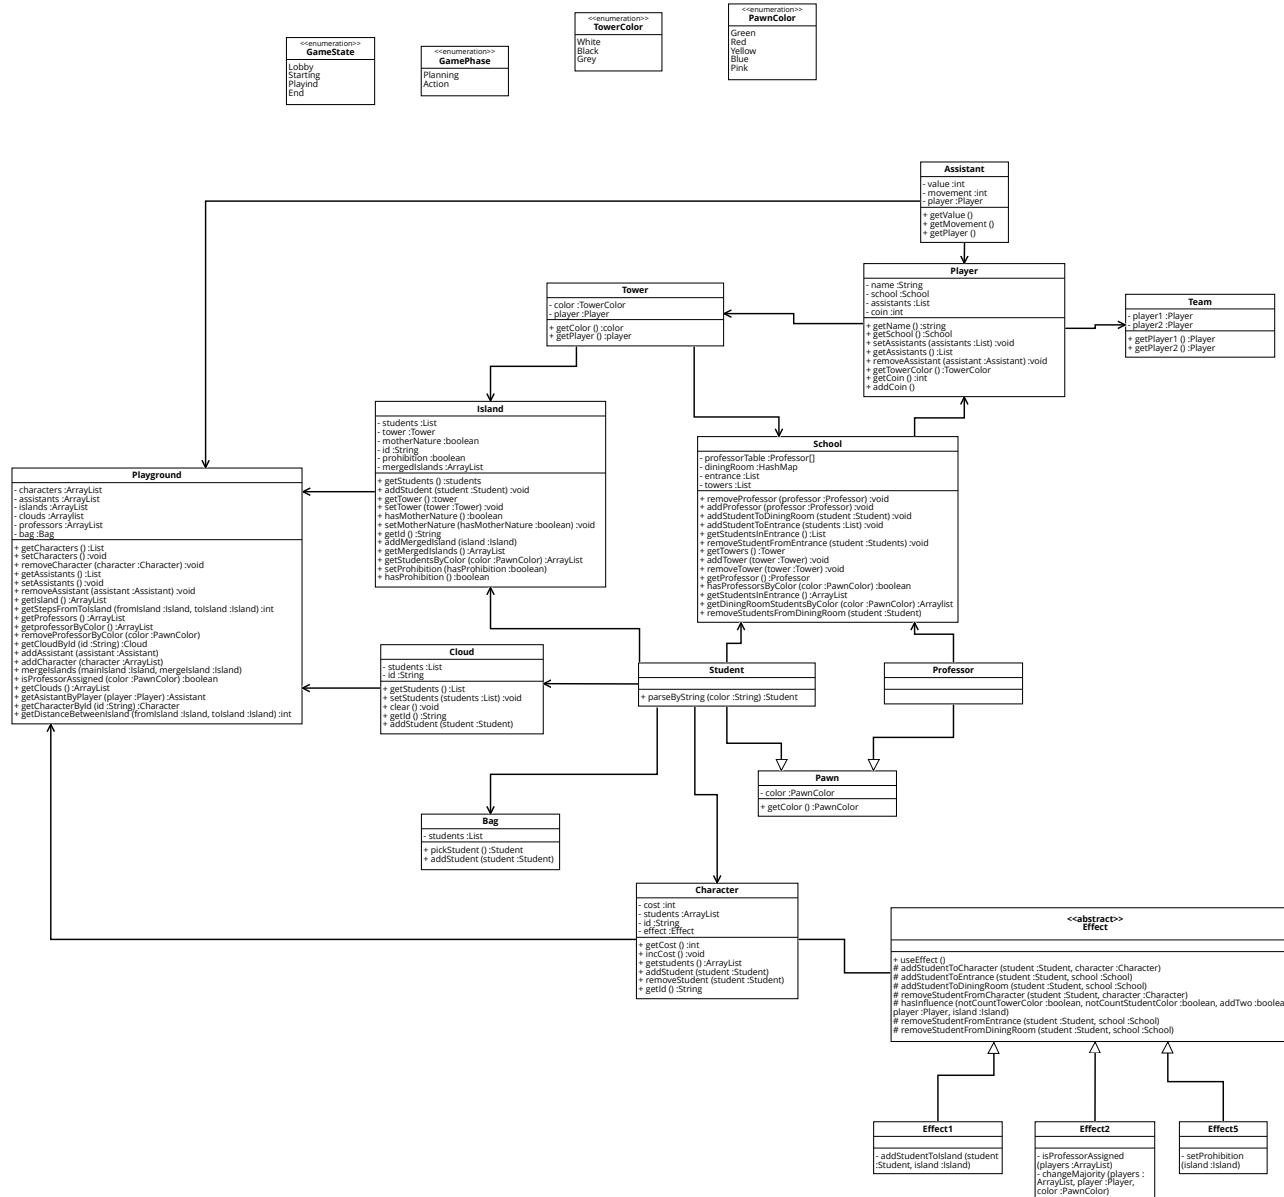 <<enumeration>>
GameState
Lobby
Starting
Playind
End
<<enumeration>>
GamePhase
Planning
Action
<<enumeration>>
TowerColor
White
Black
Grey
<<enumeration>>
PawnColor
Green
Red
Yellow
Blue
Pink
Assistant
- value :int
- movement :int
- player :Player
+ getValue ()
+ getMovement ()
+ getPlayer ()
Player
- name :String
- school :School
- assistants :List
- coin :int
+ getName () :string
+ getSchool () :School
+ setAssistants (assistants :List) :void
+ getAssistants () :List
+ removeAssistant (assistant :Assistant) :void
+ getTowerColor () :TowerColor
+ getCoin () :int
+ addCoin ()
Team
- player1 :Player
- player2 :Player
+ getPlayer1 () :Player
+ getPlayer2 () :Player
Tower
- color :TowerColor
- player :Player
+ getColor () :color
+ getPlayer () :player
Island
- students :List
- tower :Tower
- motherNature :boolean
- id :String
- prohibition :boolean
- mergedIslands :ArrayList
+ getStudents () :students
+ addStudent (student :Student) :void
+ getTower () :tower
+ setTower (tower :Tower) :void
+ hasMotherNature () :boolean
+ setMotherNature (hasMotherNature :boolean) :void
+ getId () :String
+ addMergedIsland (island :Island)
+ getMergedIslands () :ArrayList
+ getStudentsByColor (color :PawnColor) :ArrayList
+ setProhibition (hasProhibition :boolean)
+ hasProhibition () :boolean
School
- professorTable :Professor[]
- diningRoom :HashMap
- entrance :List
- towers :List
+ removeProfessor (professor :Professor) :void
+ addProfessor (professor :Professor) :void
+ addStudentToDiningRoom (student :Student) :void
+ addStudentToEntrance (students :List) :void
+ getStudentsInEntrance () :List
+ removeStudentFromEntrance (student :Students) :void
+ getTowers () :Tower
+ addTower (tower :Tower) :void
+ removeTower (tower :Tower) :void
+ getProfessor () :Professor
+ hasProfessorsByColor (color :PawnColor) :boolean
+ getStudentsInEntrance () :ArrayList
+ getDiningRoomStudentsByColor (color :PawnColor) :Arraylist
+ removeStudentsFromDiningRoom (student :Student)
Playground
- characters :ArrayList
- assistants :ArrayList
- islands :ArrayList
- clouds :Arraylist
- professors :ArrayList
- bag :Bag
+ getCharacters () :List
+ setCharacters () :void
+ removeCharacter (character :Character) :void
+ getAssistants () :List
+ setAssistants () :void
+ removeAssistant (assistant :Assistant) :void
+ getIsland () :ArrayList
+ getStepsFromToIsland (fromIsland :Island, toIsland :Island) :int
+ getProfessors () :ArrayList
+ getprofessorByColor () :ArrayList
+ removeProfessorByColor (color :PawnColor)
+ getCloudById (id :String) :Cloud
+ addAssistant (assistant :Assistant)
+ addCharacter (character :ArrayList)
+ mergeIslands (mainIsland :Island, mergeIsland :Island)
+ isProfessorAssigned (color :PawnColor) :boolean
+ getClouds () :ArrayList
+ getAsistantByPlayer (player :Player) :Assistant
+ getCharacterById (id :String) :Character
+ getDistanceBetweenIsland (fromIsland :Island, toIsland :Island) :int
Cloud
- students :List
- id :String
+ getStudents () :List
+ setStudents (students :List) :void
+ clear () :void
+ getId () :String
+ addStudent (student :Student)
Student
+ parseByString (color :String) :Student
Professor
Pawn
- color :PawnColor
+ getColor () :PawnColor
Bag
- students :List
+ pickStudent () :Student
+ addStudent (student :Student)
Character
- cost :int
- students :ArrayList
- id :String
- effect :Effect
+ getCost () :int
+ incCost () :void
+ getstudents () :ArrayList
+ addStudent (student :Student)
+ removeStudent (student :Student)
+ getId () :String
<<abstract>>
Effect
+ useEffect ()
# addStudentToCharacter (student :Student, character :Character)
# addStudentToEntrance (student :Student, school :School)
# addStudentToDiningRoom (student :Student, school :School)
# removeStudentFromCharacter (student :Student, character :Character)
# hasInfluence (notCountTowerColor :boolean, notCountStudentColor :boolean, addTwo :boolea
player :Player, island :Island)
# removeStudentFromEntrance (student :Student, school :School)
# removeStudentFromDiningRoom (student :Student, school :School)
Effect1
- addStudentToIsland (student
:Student, island :Island)
Effect2
- isProfessorAssigned
(players :ArrayList)
- changeMajority (players :
ArrayList, player :Player,
color :PawnColor)
Effect5
- setProhibition
(island :Island)